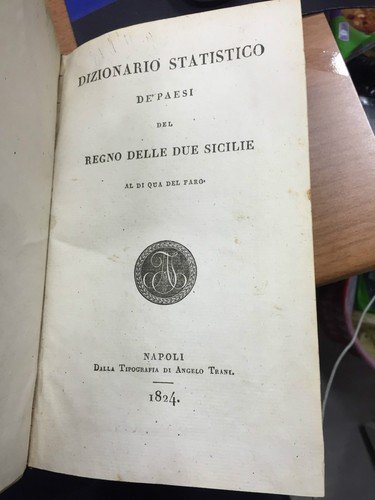 DIZIONARIO STATISTICO
DE' PAESI
DEL
REGNO DELLE DUE SICILIE
AL DI QUA DEL FARO.
NAPOLI
Dalla Tipografia di Angelo Trani.
1824.